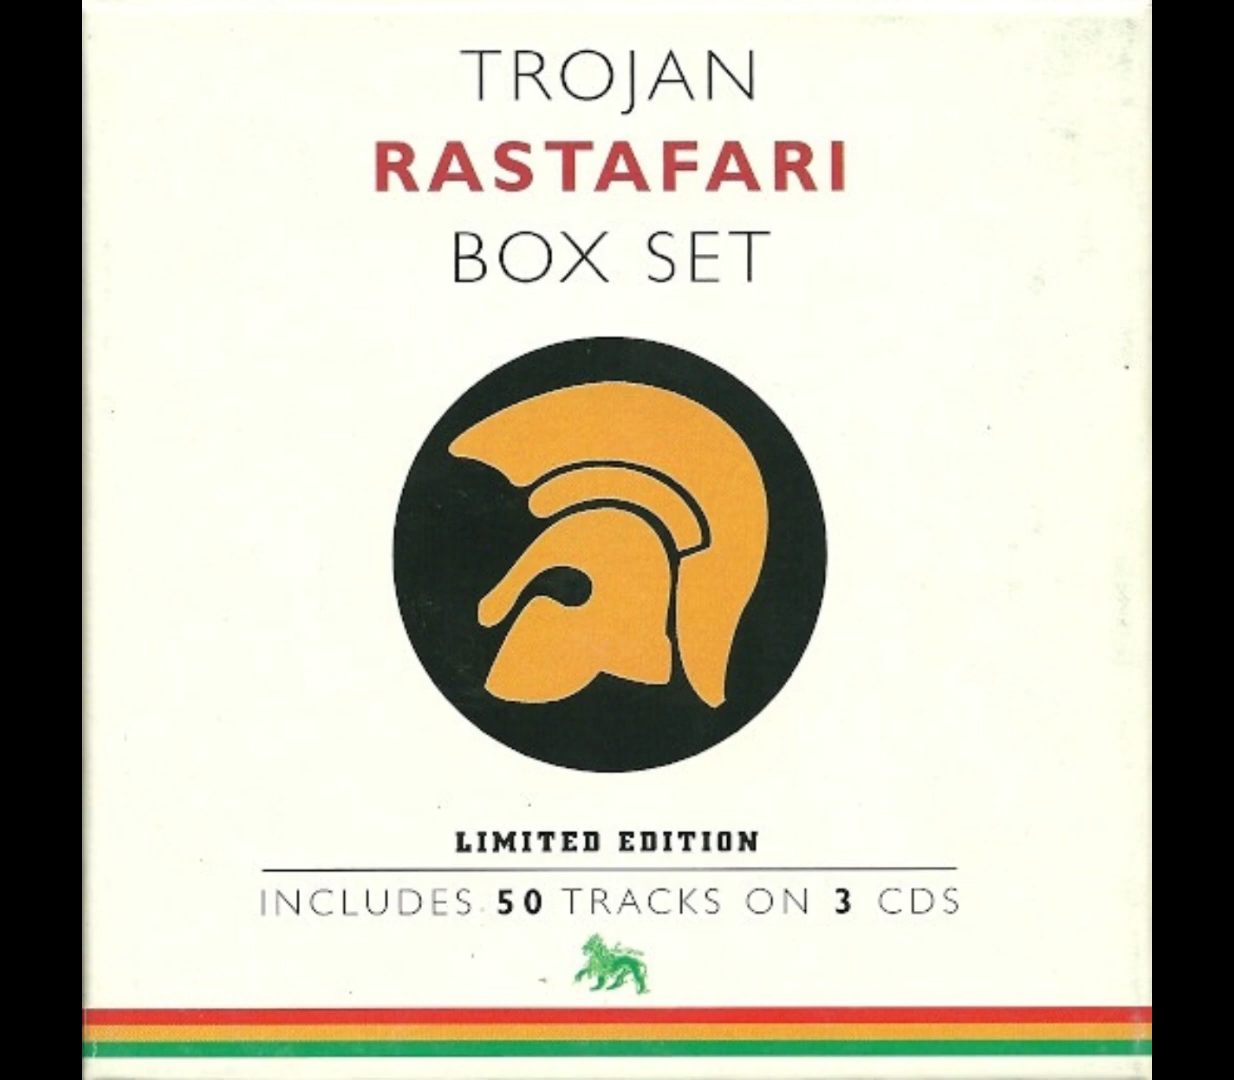 TROJAN
RASTAFARI
BOX SET
LIMITED EDITION
INCLUDES 50 TRACKS ON 3 CDS